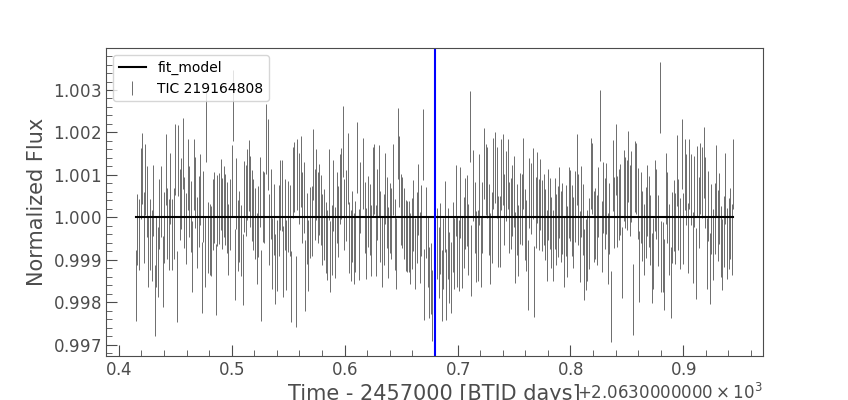 fit_model
TIC 219164808
1.003
1.002
1.001
1.000
0.999
0.998
0.997
Normalized Flux
0.4 0.5 0.6 0.7 0.8 0.9
Time - 2457000 [BTJD days]
+2.0630000000 × 10³